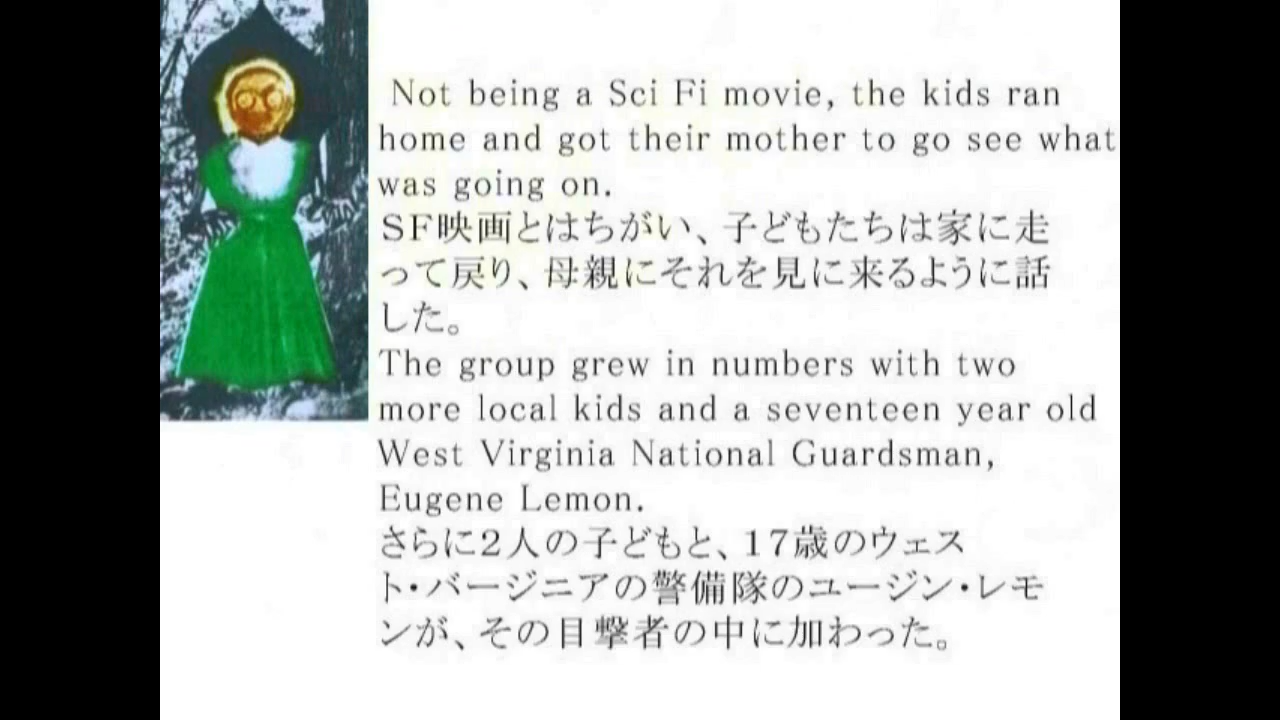 Not being a Sci Fi movie, the kids ran
home and got their mother to go see what
was going on.
ＳＦ映画とはちがい、子どもたちは家に走
って戻り、母親にそれを見に来るように話
した。
The group grew in numbers with two
more local kids and a seventeen year old
West Virginia National Guardsman,
Eugene Lemon.
さらに２人の子どもと、１７歳のウェス
ト・バージニアの警備隊のユージン・レモ
ンが、その目撃者の中に加わった。